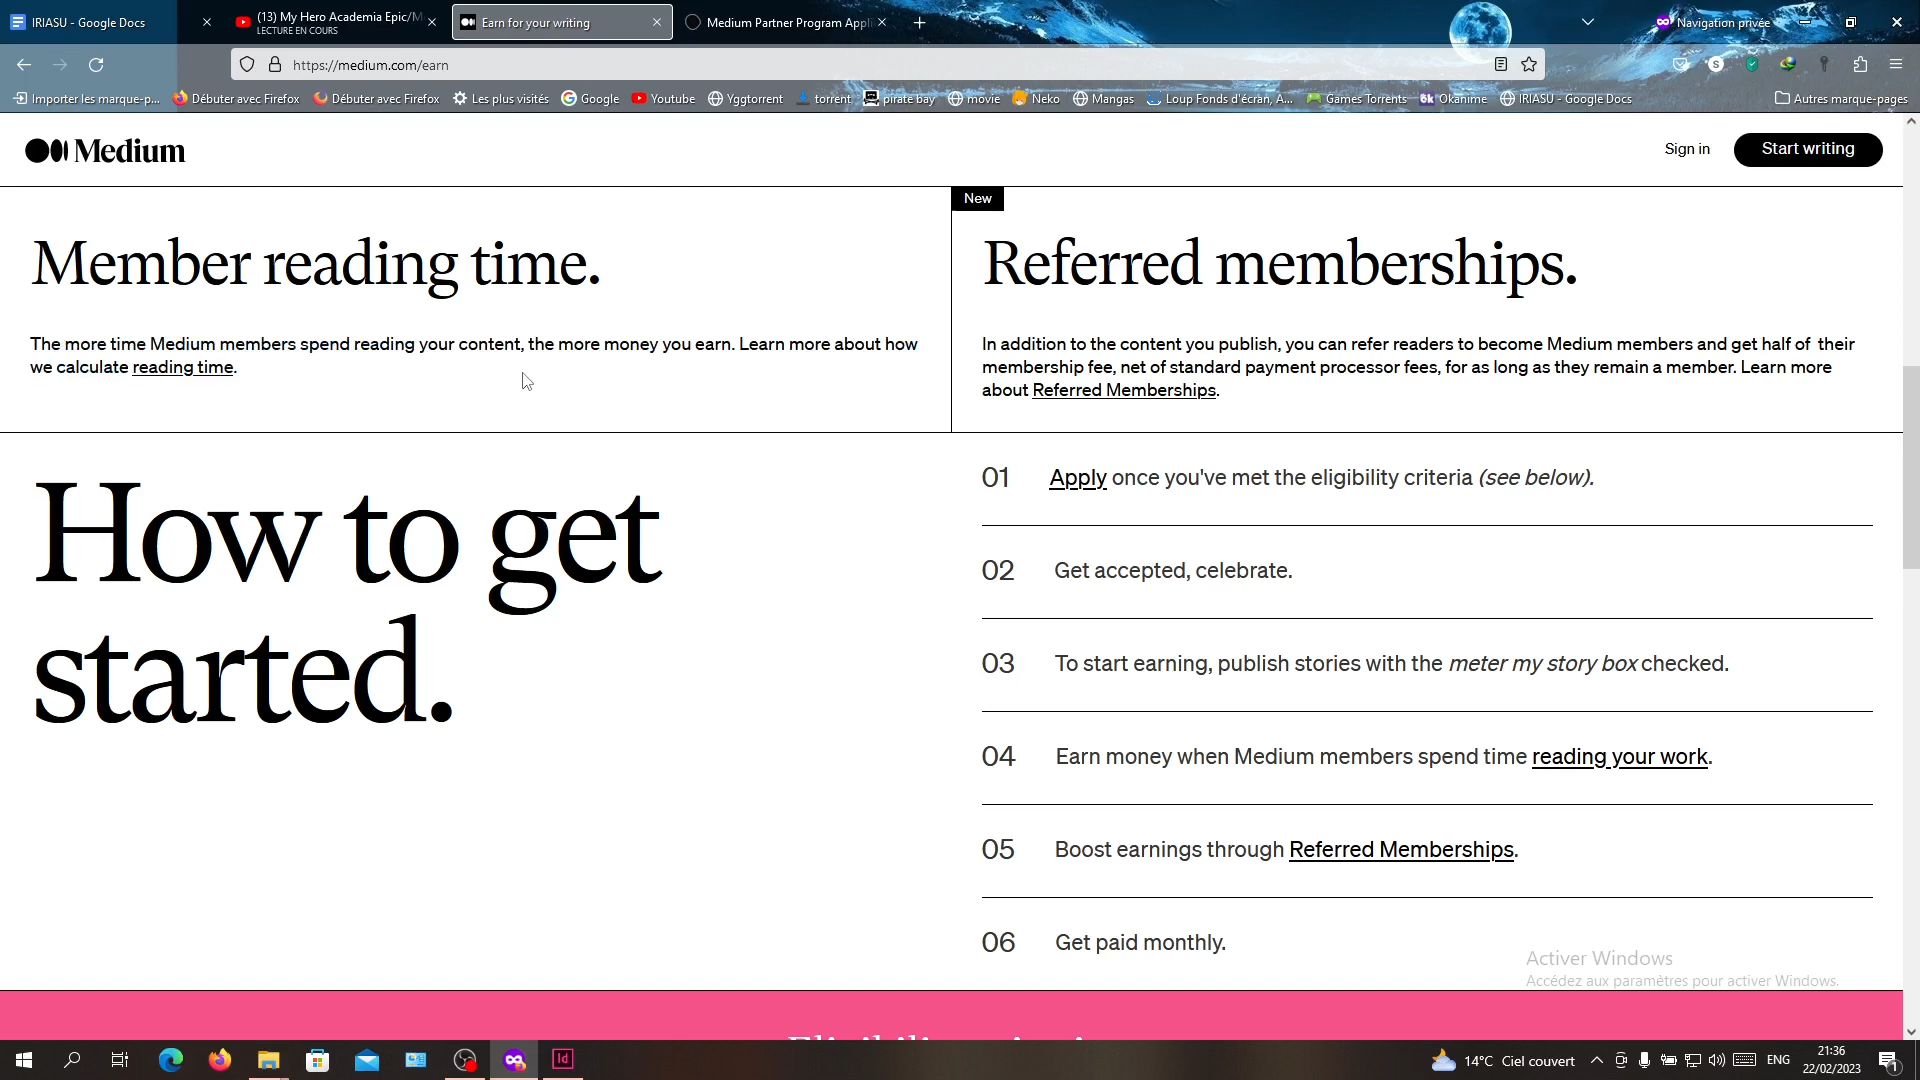 IRIASU - Google Docs
(13) My Hero Academia Epic/M
LECTURE EN COURS
Earn for your writing
Medium Partner Program Appli
Navigation privée
https://medium.com/earn
Importer les marque-p...
Débuter avec Firefox
Débuter avec Firefox
Les plus visités
Google
Youtube
Yggtorrent
torrent
pirate bay
movie
Neko
Mangas
Loup Fonds d'écran, A...
Games Torrents
Okanime
IRIASU - Google Docs
Autres marque-pages
Medium
Sign in
Start writing
Member reading time.
The more time Medium members spend reading your content, the more money you earn. Learn more about how
we calculate reading time.
New
Referred memberships.
In addition to the content you publish, you can refer readers to become Medium members and get half of their
membership fee, net of standard payment processor fees, for as long as they remain a member. Learn more
about Referred Memberships.
How to get
started.
01 Apply once you've met the eligibility criteria (see below).
02 Get accepted, celebrate.
03 To start earning, publish stories with the meter my story box checked.
04 Earn money when Medium members spend time reading your work.
05 Boost earnings through Referred Memberships.
06 Get paid monthly.
Activer Windows
Accédez aux paramètres pour activer Windows.
Id
14°C Ciel couvert
ENG
21:36
22/02/2023
1